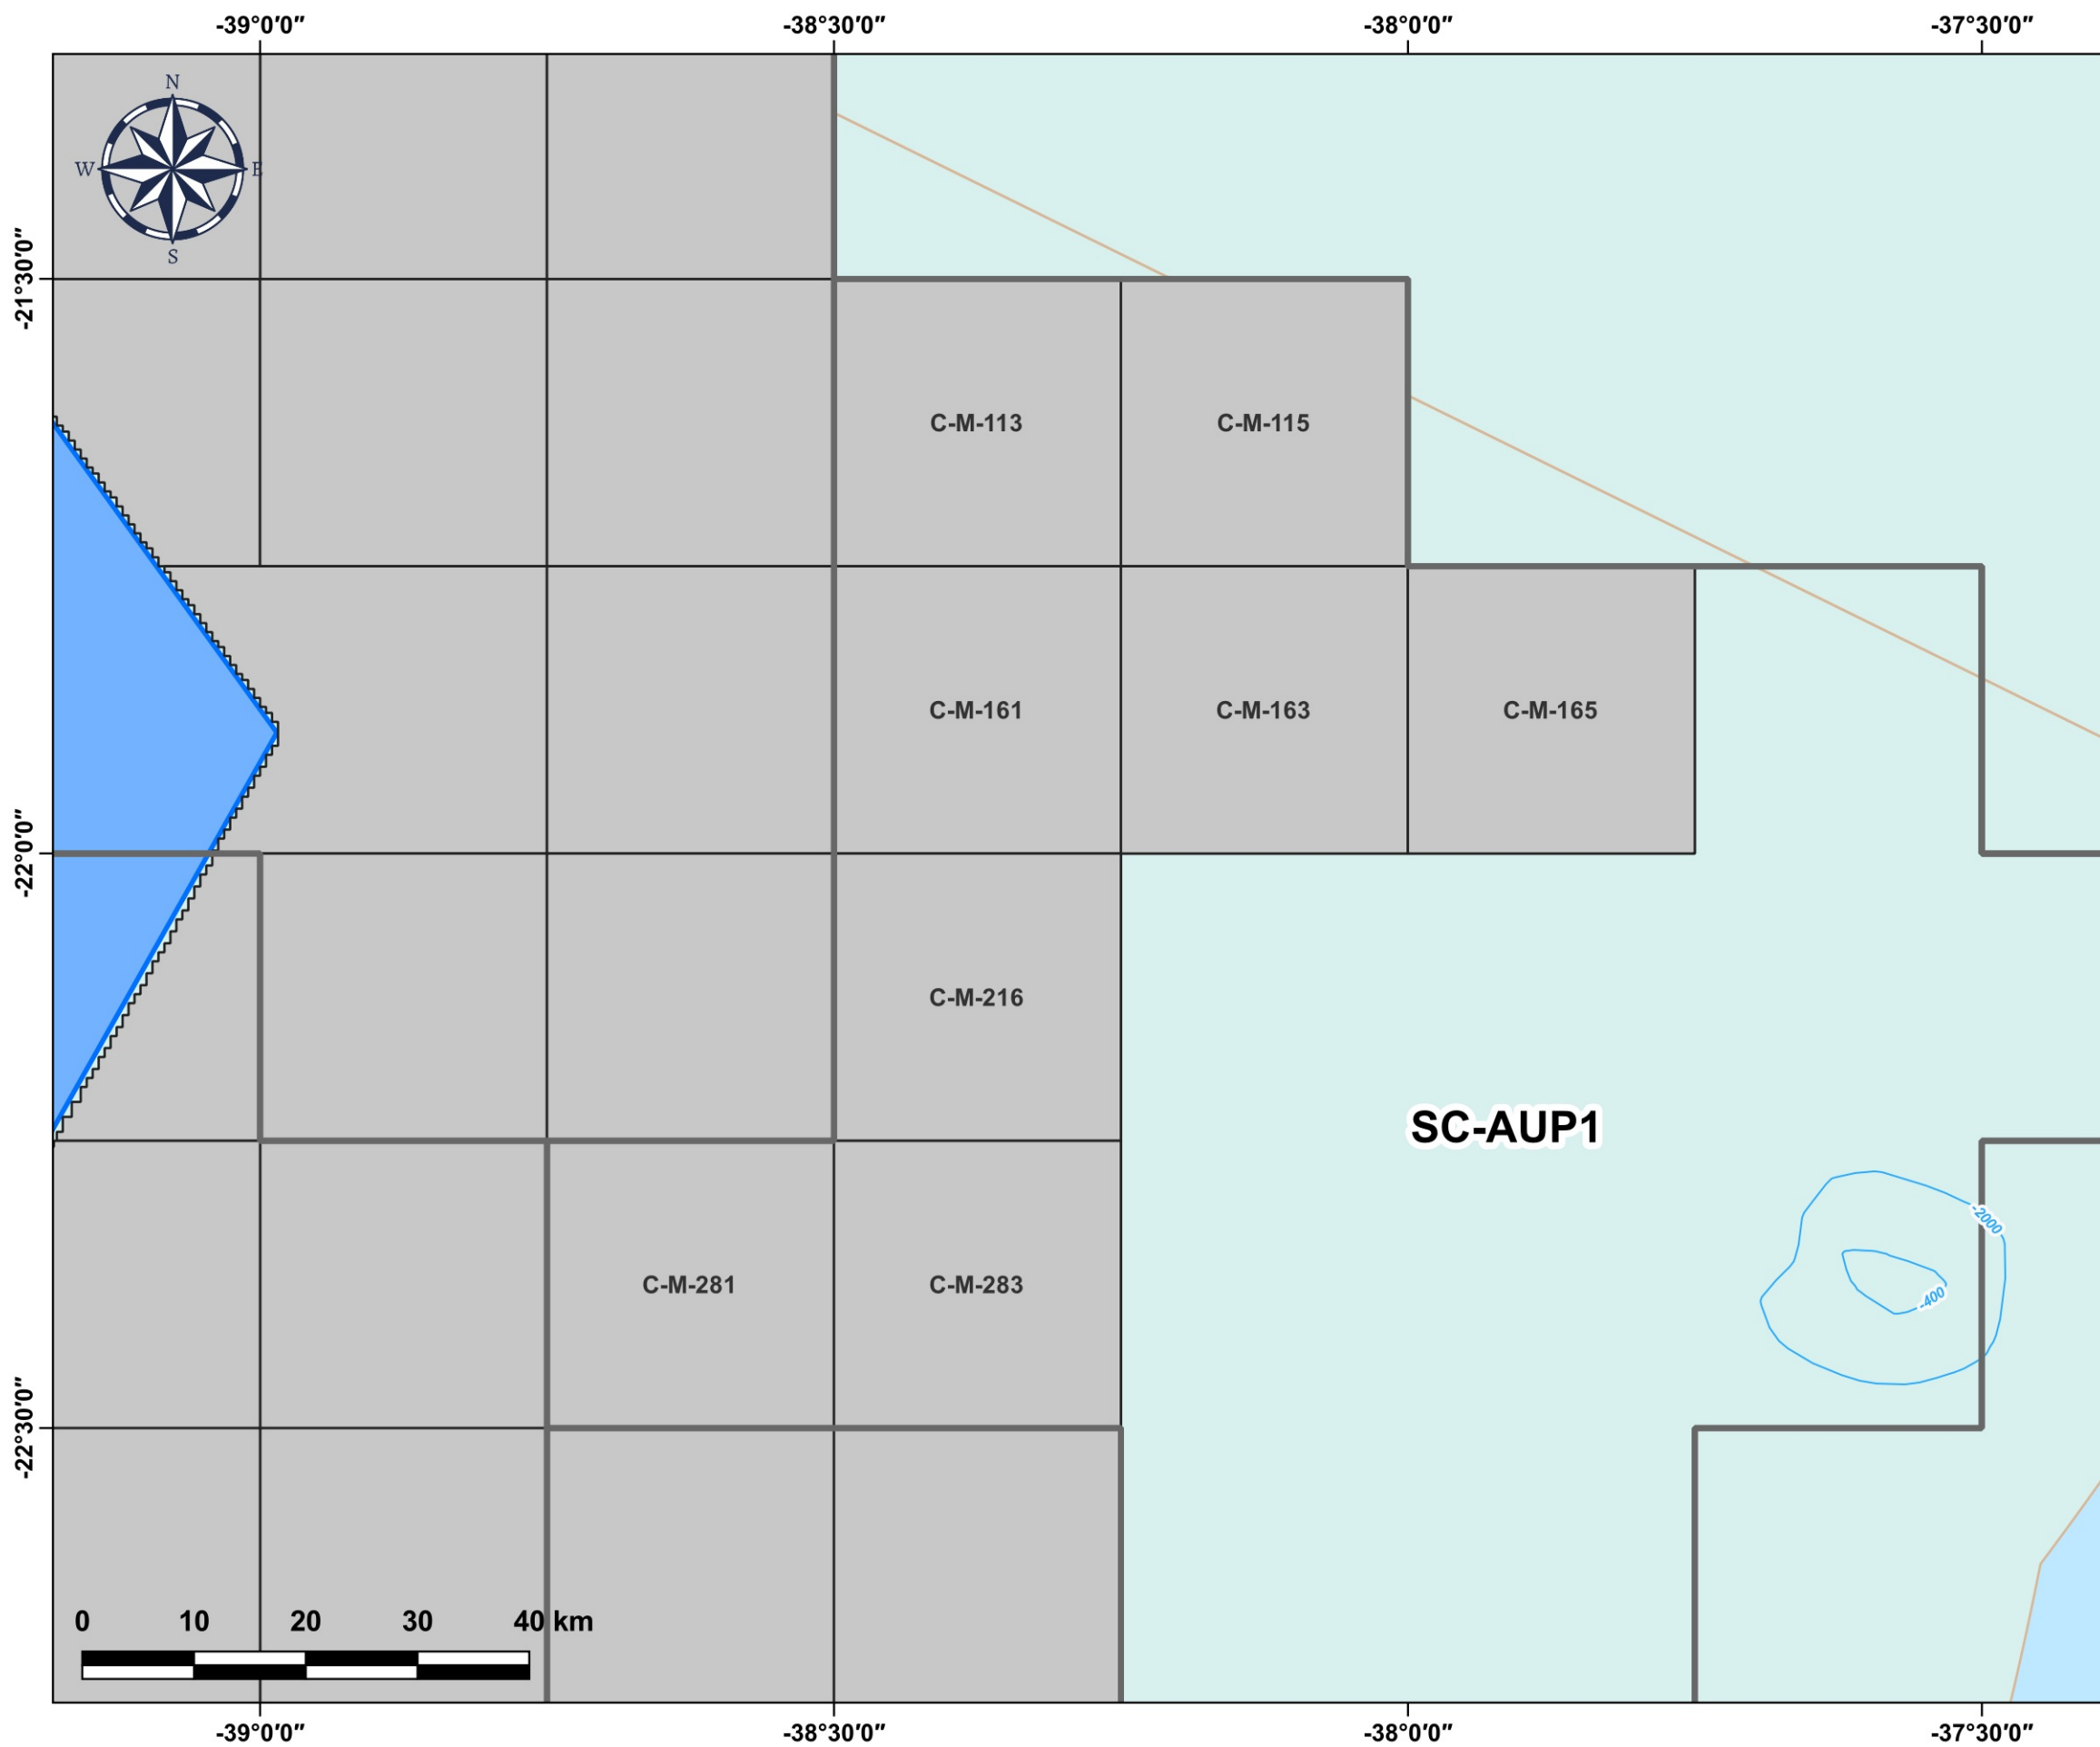 -39°0′0″ -38°30′0″ -38°0′0″ -37°30′0″
N
W E
S
-21°30′0″
C-M-113 C-M-115
C-M-161 C-M-163 C-M-165
-22°0′0″
C-M-216
SC-AUP1
-2000
C-M-281 C-M-283
-400
-22°30′0″
0 10 20 30 40 km
-39°0′0″ -38°30′0″ -38°0′0″ -37°30′0″